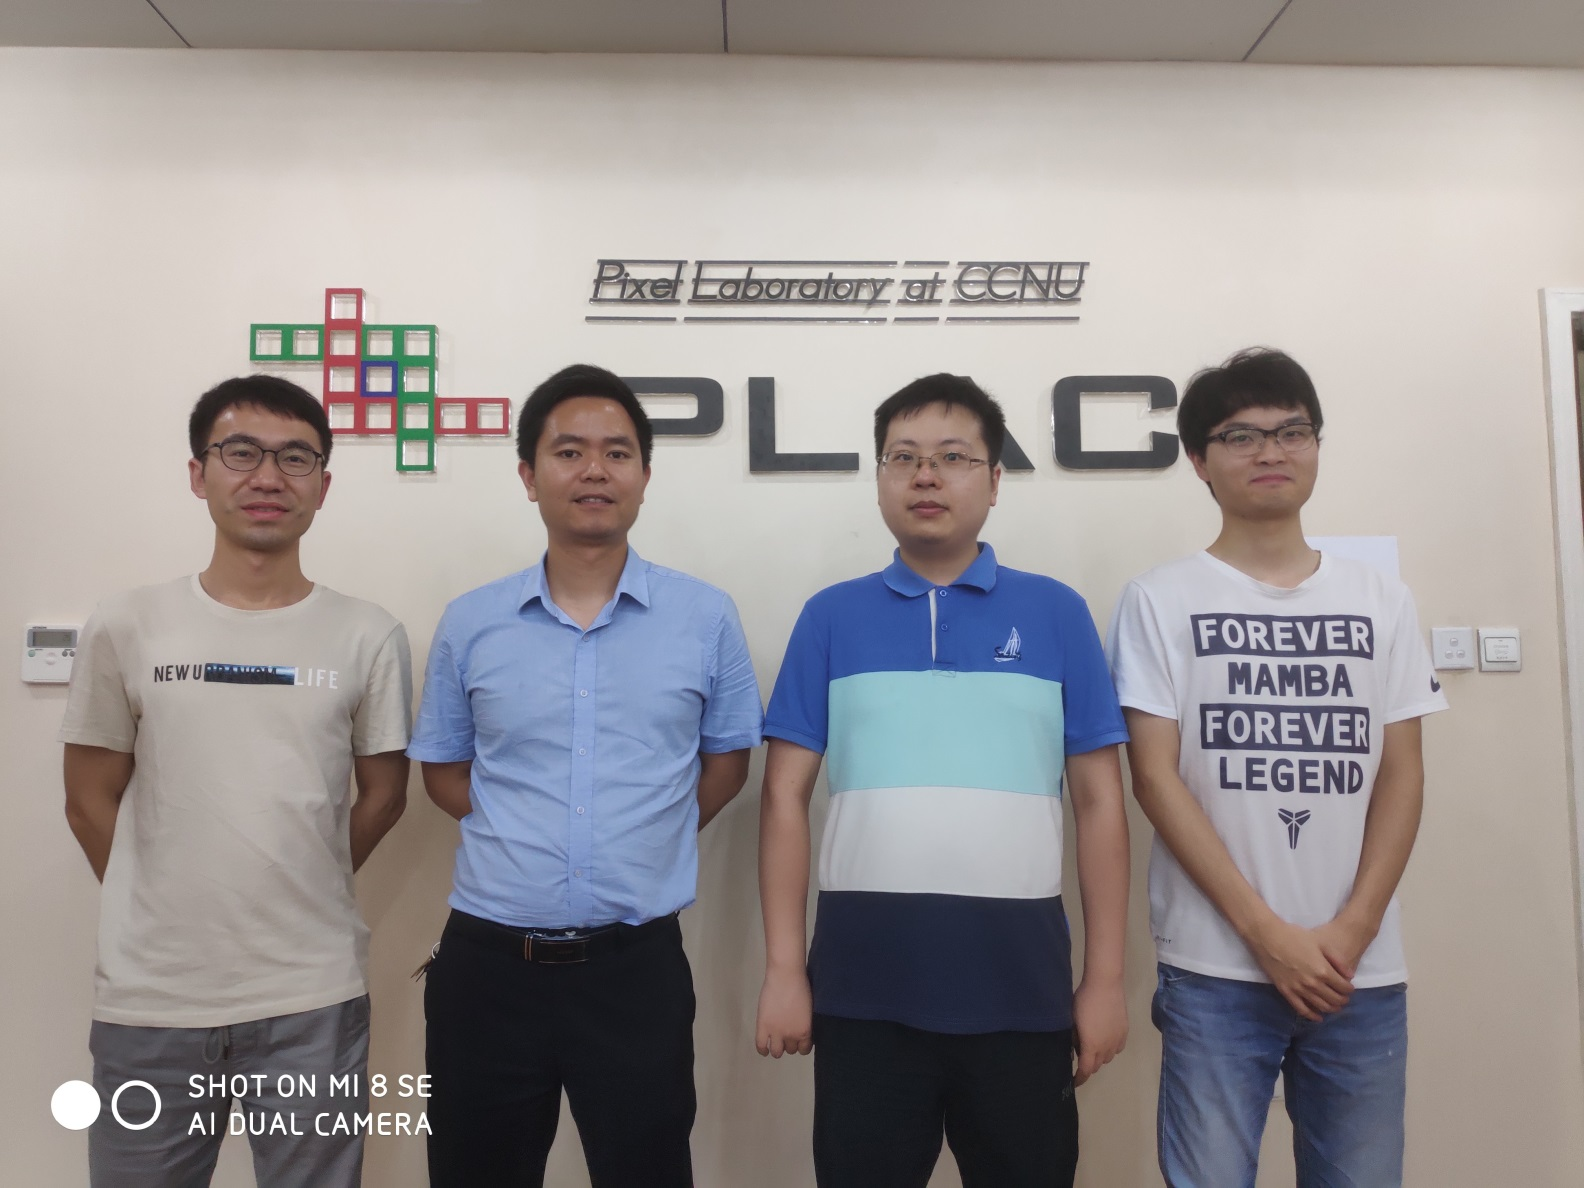 Pixel Laboratory at CCNU
PLAC
NEW URBANISM LIFE
FOREVER
MAMBA
FOREVER
LEGEND
SHOT ON MI 8 SE
AI DUAL CAMERA